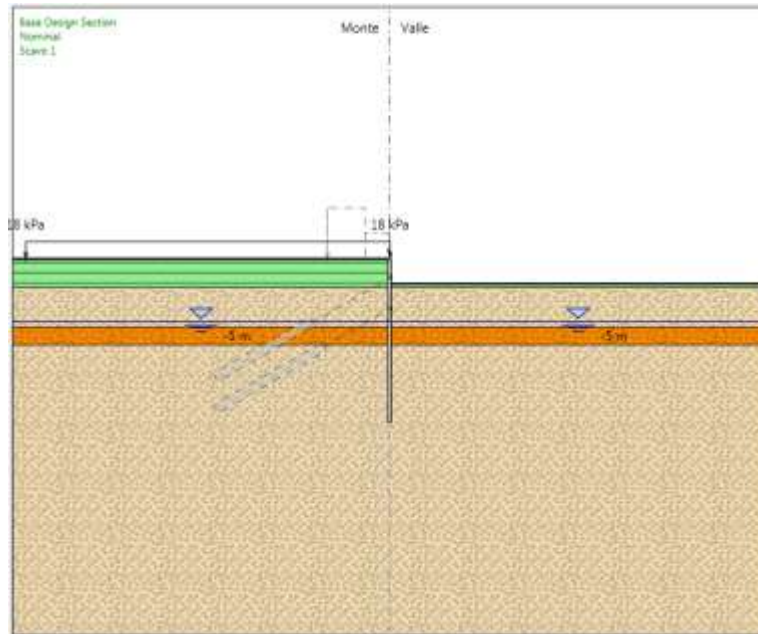 Base Design Section
Nominal
Scavo 1
Monte
Valle
18 kPa
18 kPa
-5 m
-5 m